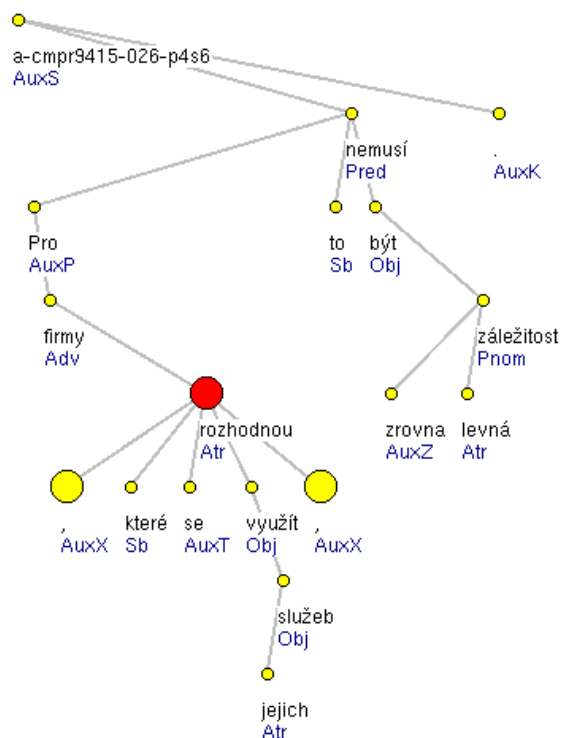 a-cmpr9415-026-p4s6
AuxS
nemusí .
Pred AuxK
Pro to být
AuxP Sb Obj
firmy záležitost
Adv Pnom
rozhodnou zrovna levná
Atr AuxZ Atr
, které se využít ,
AuxX Sb AuxT Obj AuxX
služeb
Obj
jejich
Atr